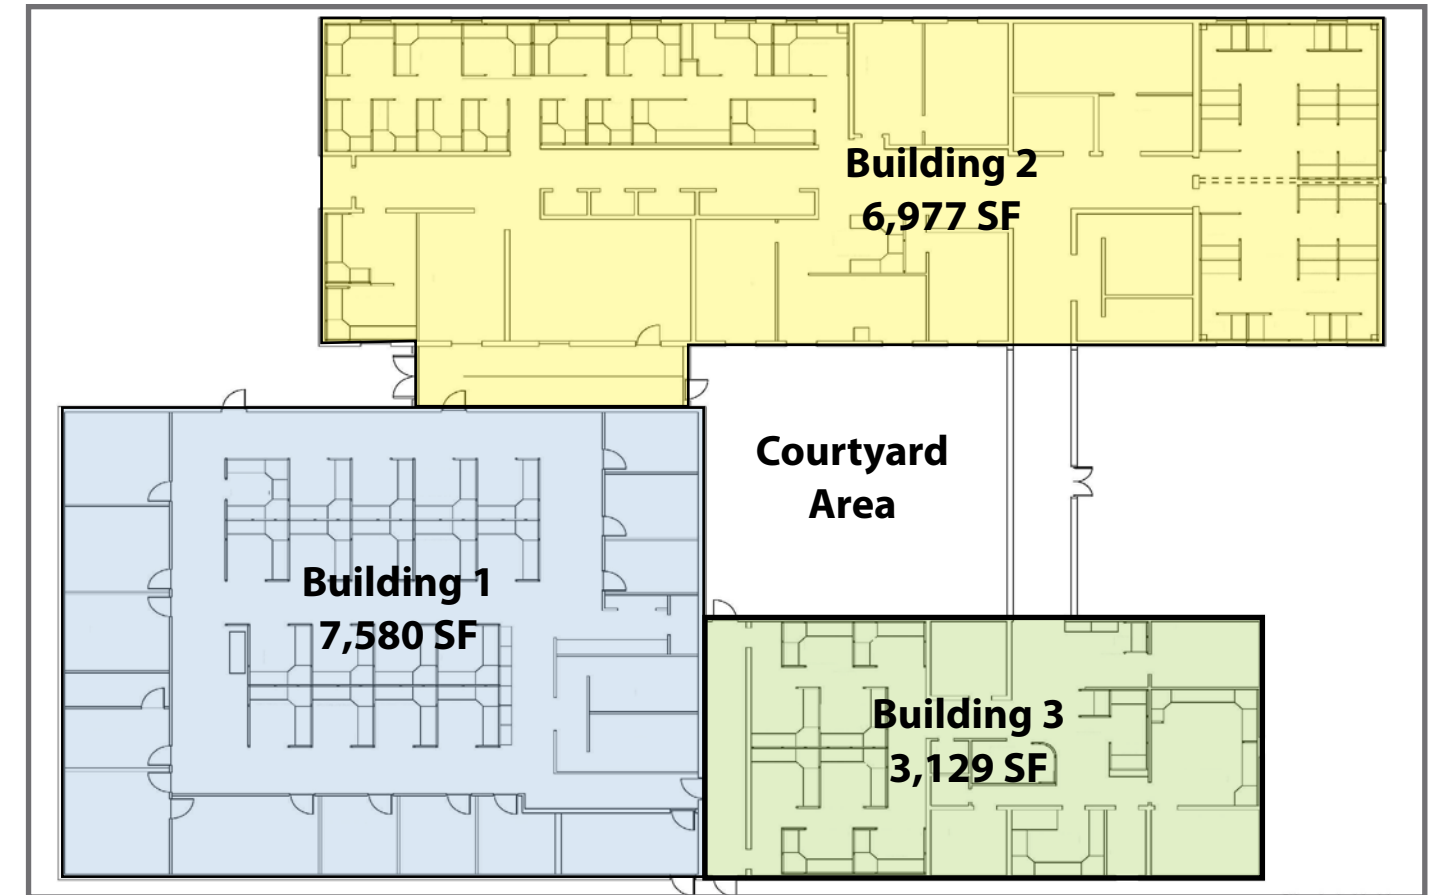 Building 2
6,977 SF
Courtyard
Area
Building 1
7,580 SF
Building 3
3,129 SF